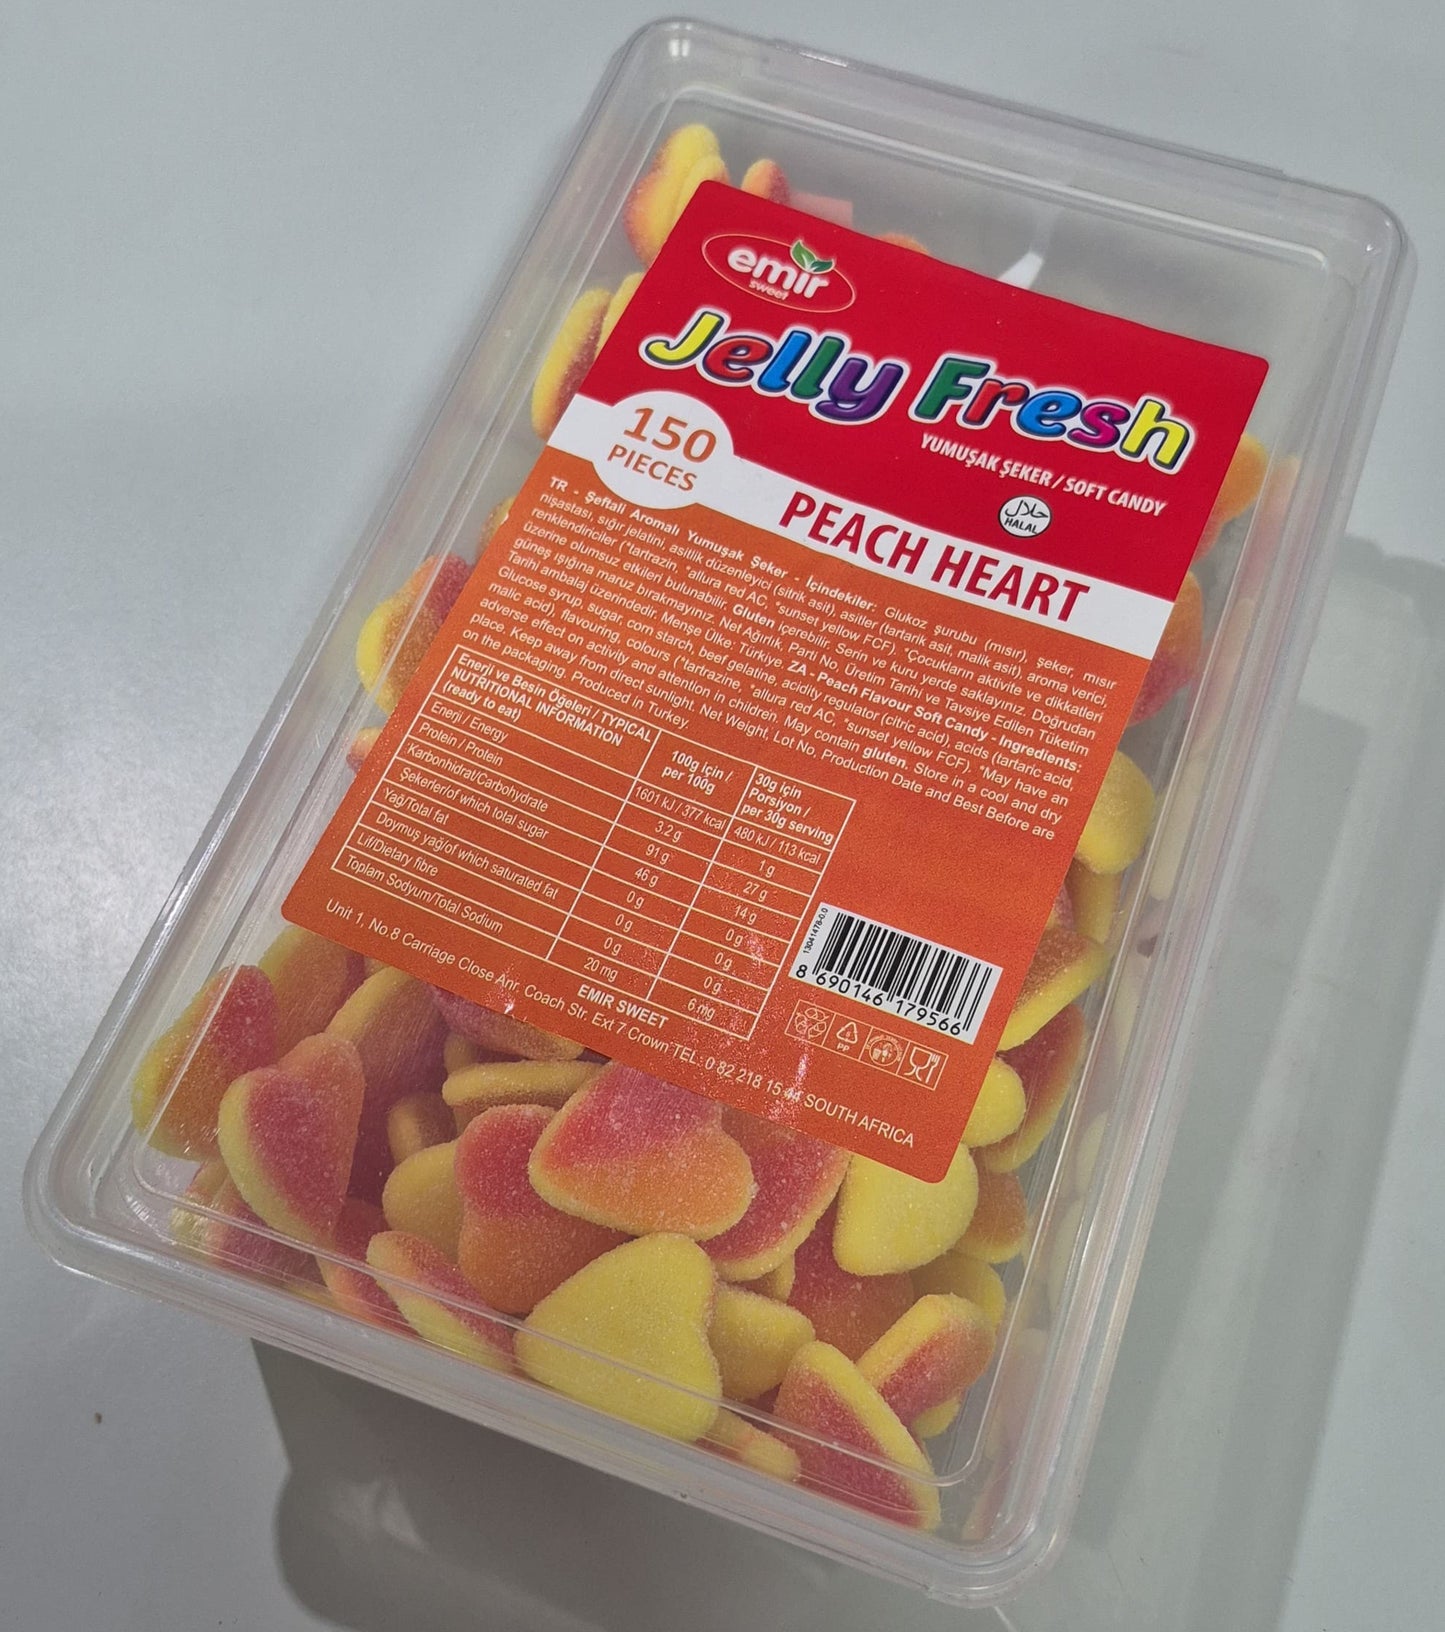 emir
sweet
Jelly Fresh
YUMUŞAK ŞEKER / SOFT CANDY
حلال
HALAL
150
PIECES
PEACH HEART
TR - Şeftali Aromalı Yumuşak Şeker - İçindekiler: Glukoz şurubu (mısır), şeker, mısır
nişastası, sığır jelatini, asitlik düzenleyici (sitrik asit), asitler (tartarik asit, malik asit), aroma verici,
renklendiriciler (*tartrazin, *allura red AC, *sunset yellow FCF). *Çocukların aktivite ve dikkatleri
üzerine olumsuz etkileri bulunabilir. Gluten içerebilir. Serin ve kuru yerde saklayınız. Doğrudan
güneş ışığına maruz bırakmayınız. Net Ağırlık, Parti No, Üretim Tarihi ve Tavsiye Edilen Tüketim
Tarihi ambalaj üzerindedir. Menşe Ülke: Türkiye. ZA - Peach Flavour Soft Candy - Ingredients:
Glucose syrup, sugar, corn starch, beef gelatine, acidity regulator (citric acid), acids (tartaric acid,
malic acid), flavouring, colours (*tartrazine, *allura red AC, *sunset yellow FCF). *May have an
adverse effect on activity and attention in children. May contain gluten. Store in a cool and dry
place. Keep away from direct sunlight. Net Weight, Lot No, Production Date and Best Before are
on the packaging. Produced in Turkey.
Enerji ve Besin Öğeleri / TYPICAL
NUTRITIONAL INFORMATION
(ready to eat)
100g için /
per 100g
30g için
Porsiyon /
per 30g serving
Enerji / Energy 1601 kJ / 377 kcal 480 kJ / 113 kcal
Protein / Protein 3.2 g 1 g
Karbonhidrat/Carbohydrate 91 g 27 g
Şekerler/of which total sugar 46 g 14 g
Yağ/Total fat 0 g 0 g
Doymuş yağ/of which saturated fat 0 g 0 g
Lif/Dietary fibre 0 g 0 g
Toplam Sodyum/Total Sodium 20 mg 6 mg
EMIR SWEET
Unit 1, No.8 Carriage Close Anr. Coach Str. Ext 7 Crown TEL: 0 82 218 15 44 SOUTH AFRICA
13041478-0.0
8 690146 179566
PP